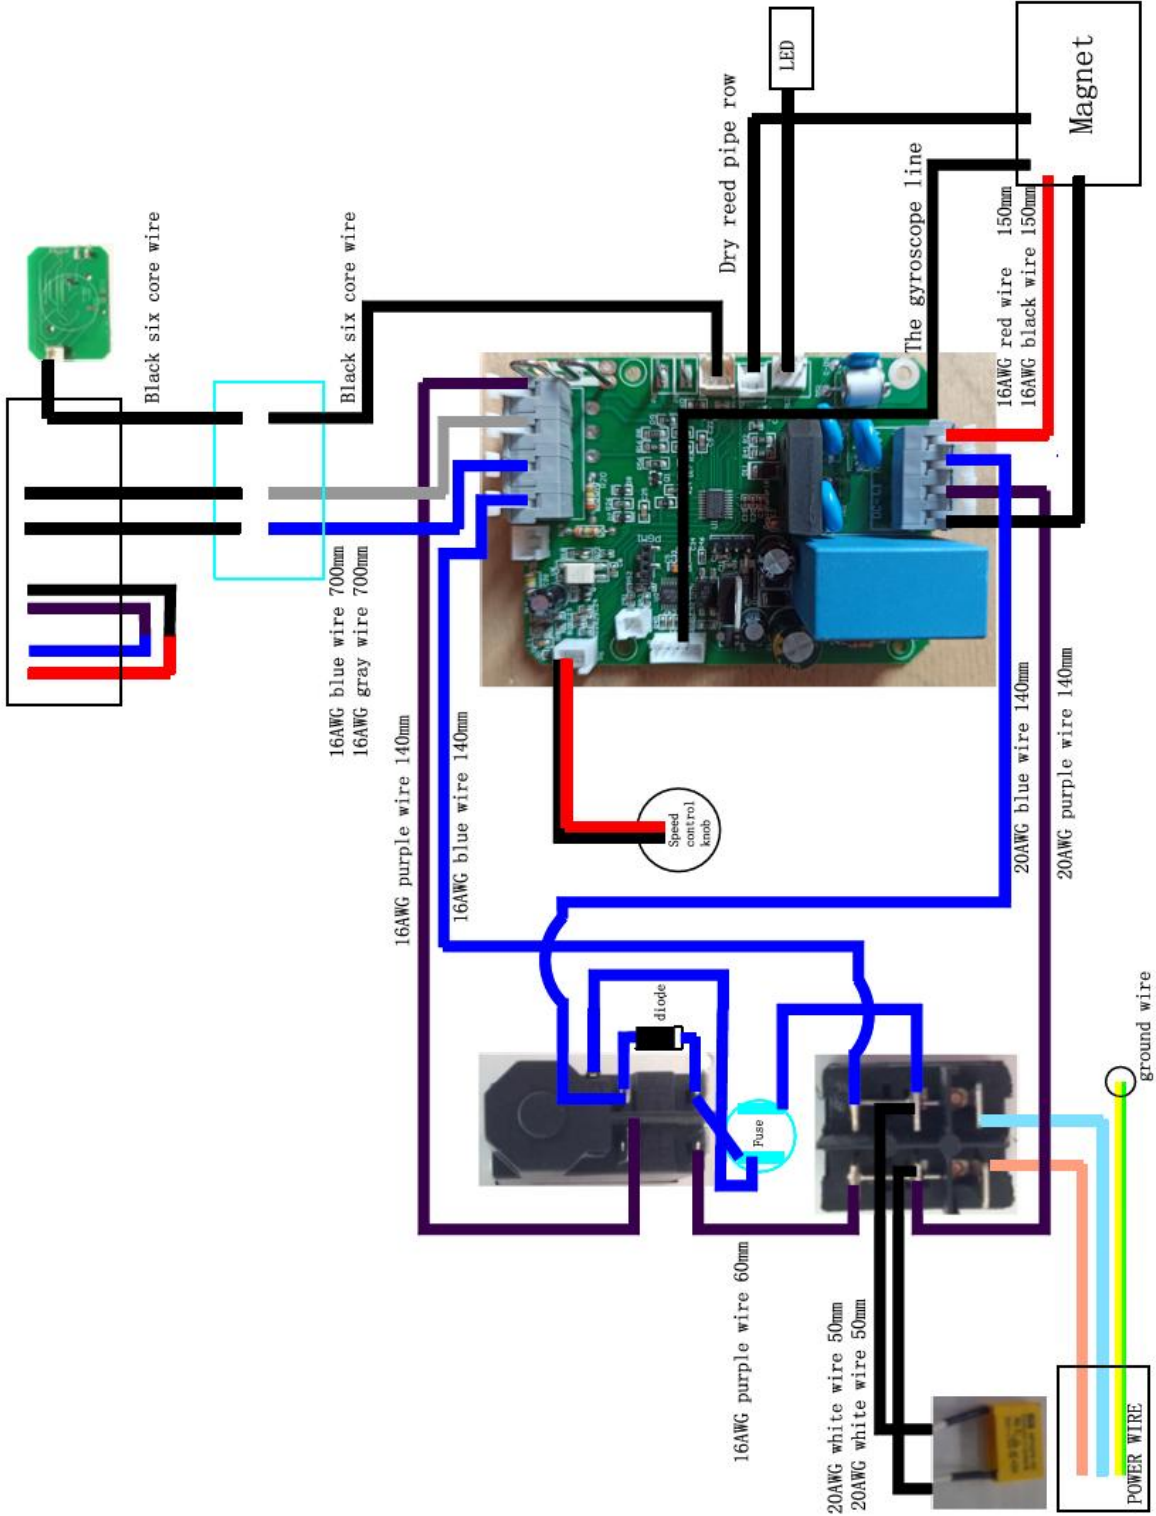 LED
Magnet
Dry reed pipe row
The gyroscope line
16AWG red wire 150mm
16AWG black wire 150mm
Black six core wire
Black six core wire
16AWG blue wire 700mm
16AWG gray wire 700mm
16AWG purple wire 140mm
16AWG blue wire 140mm
PGM1
Speed
control
knob
20AWG blue wire 140mm
20AWG purple wire 140mm
diode
Fuse
ground wire
16AWG purple wire 60mm
20AWG white wire 50mm
20AWG white wire 50mm
POWER WIRE